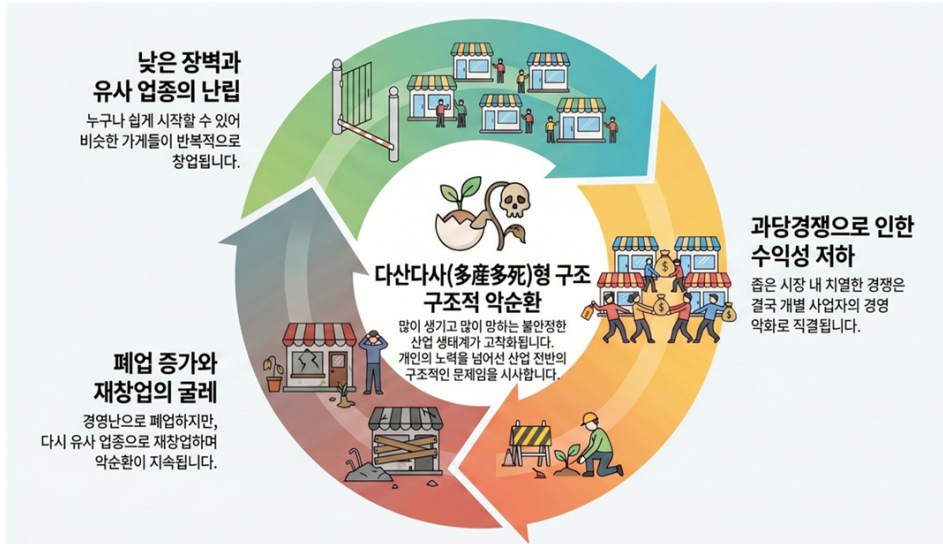 낮은 장벽과
유사 업종의 난립
누구나 쉽게 시작할 수 있어
비슷한 가게들이 반복적으로
창업됩니다.
과당경쟁으로 인한
수익성 저하
좁은 시장 내 치열한 경쟁은
결국 개별 사업자의 경영
악화로 직결됩니다.
다산다사(多産多死)형 구조
구조적 악순환
많이 생기고 많이 망하는 불안정한
산업 생태계가 고착화됩니다.
개인의 노력을 넘어선 산업 전반의
구조적인 문제임을 시사합니다.
폐업 증가와
재창업의 굴레
경영난으로 폐업하지만,
다시 유사 업종으로 재창업하며
악순환이 지속됩니다.